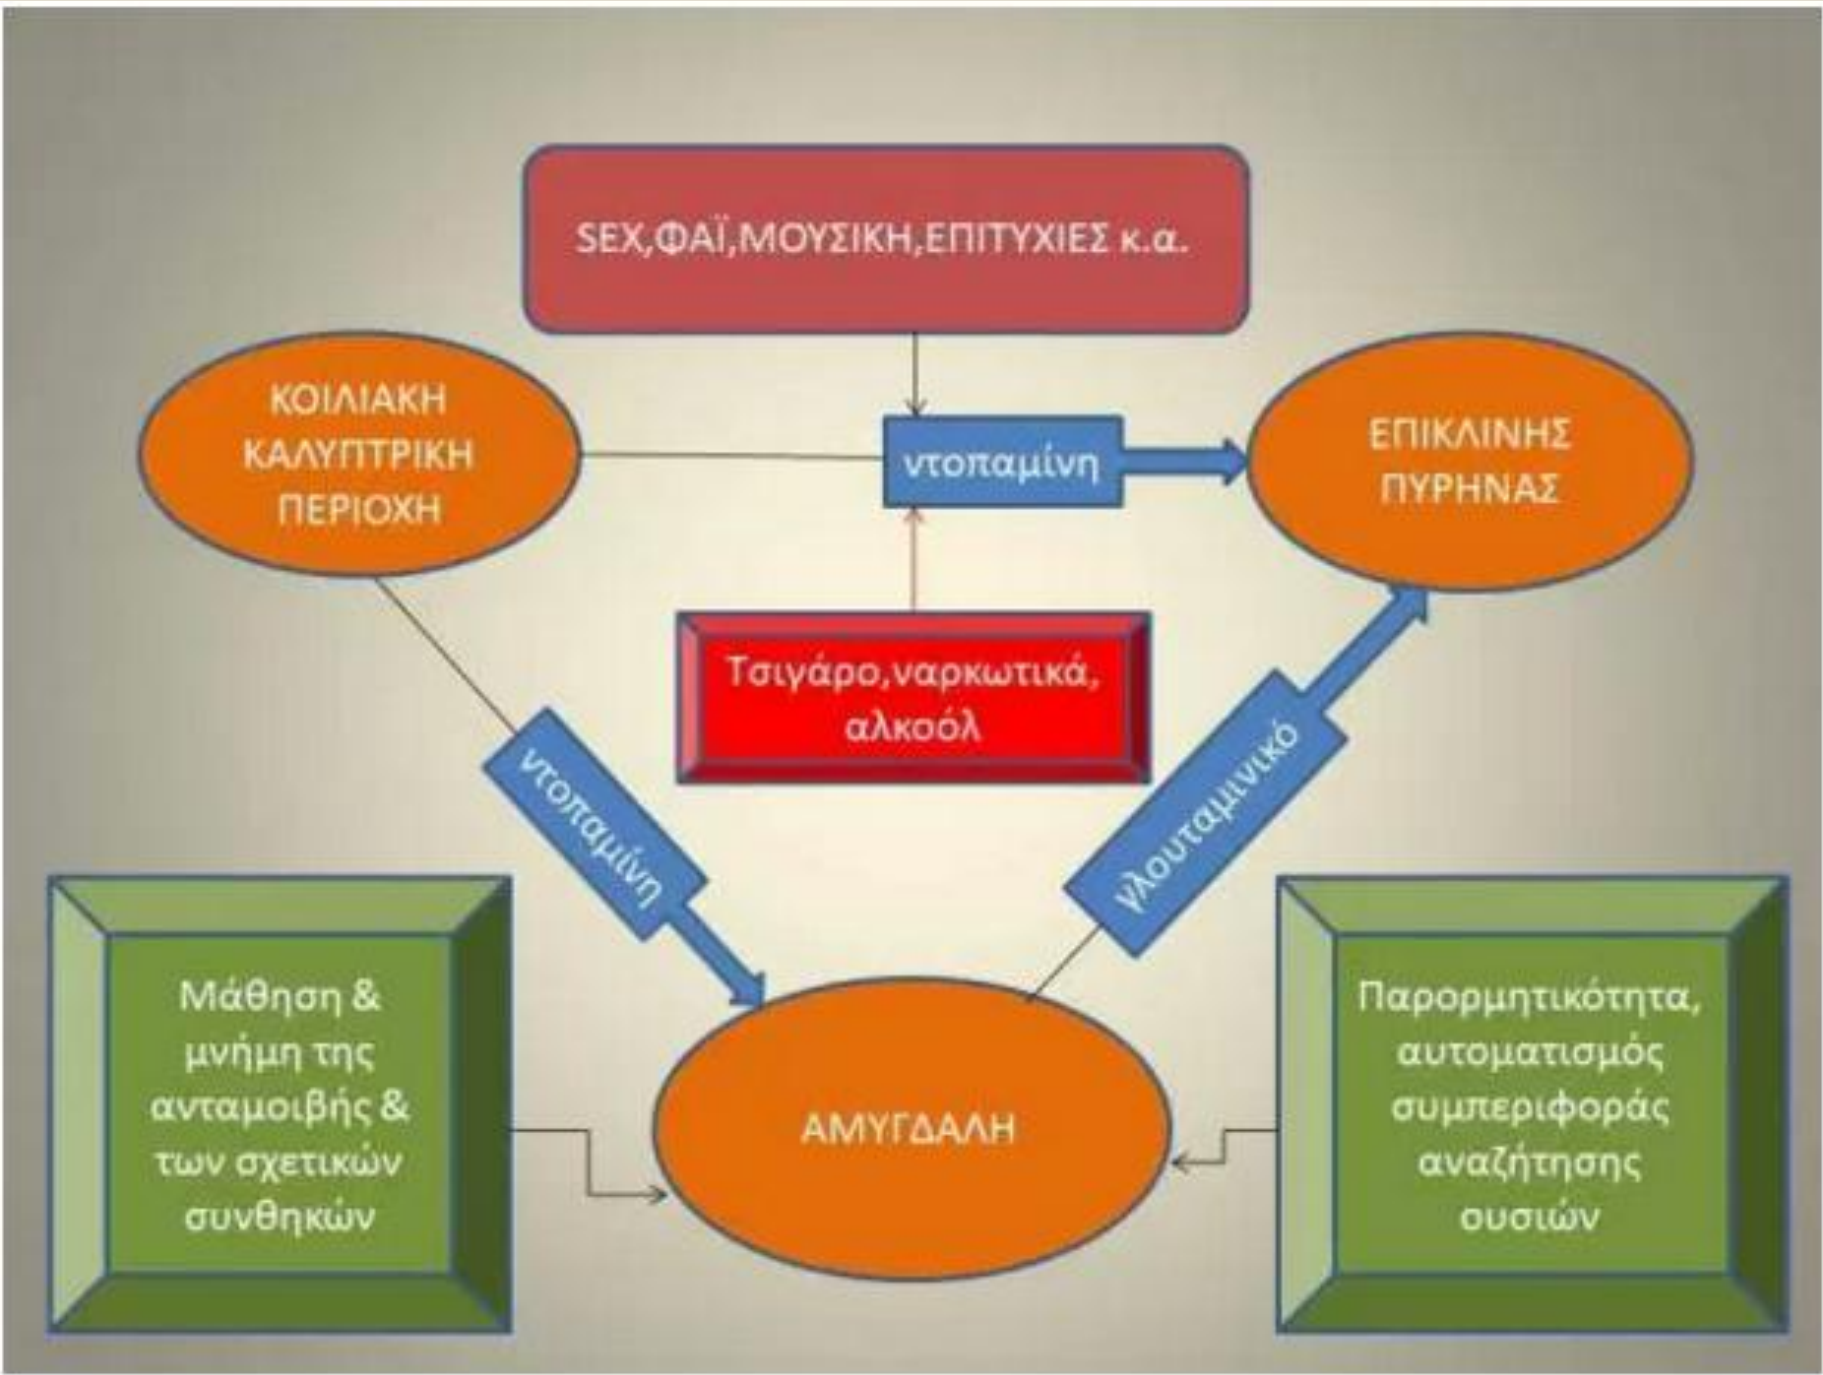 SEX,ΦΑΪ,ΜΟΥΣΙΚΗ,ΕΠΙΤΥΧΙΕΣ κ.α.
ΚΟΙΛΙΑΚΗ
ΚΑΛΥΠΤΡΙΚΗ
ΠΕΡΙΟΧΗ
ντοπαμίνη
ΕΠΙΚΛΙΝΗΣ
ΠΥΡΗΝΑΣ
Τσιγάρο,ναρκωτικά,
αλκοόλ
ντοπαμίνη
γλουταμινικό
Μάθηση &
μνήμη της
ανταμοιβής &
των σχετικών
συνθηκών
ΑΜΥΓΔΑΛΗ
Παρορμητικότητα,
αυτοματισμός
συμπεριφοράς
αναζήτησης
ουσιών